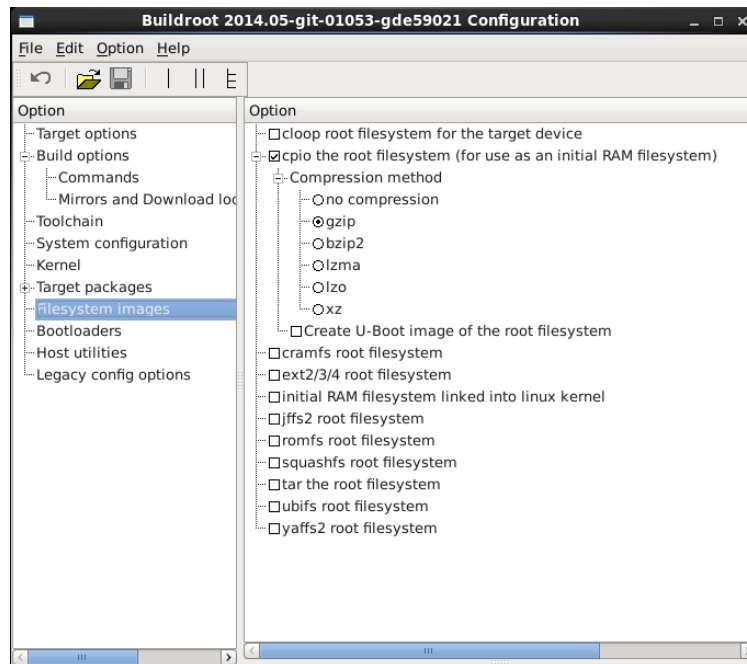 Buildroot 2014.05-git-01053-gde59021 Configuration
File Edit Option Help
Option
Target options
Build options
Commands
Mirrors and Download loc
Toolchain
System configuration
Kernel
Target packages
Filesystem images
Bootloaders
Host utilities
Legacy config options
Option
cloop root filesystem for the target device
cpio the root filesystem (for use as an initial RAM filesystem)
Compression method
no compression
gzip
bzip2
lzma
lzo
xz
Create U-Boot image of the root filesystem
cramfs root filesystem
ext2/3/4 root filesystem
initial RAM filesystem linked into linux kernel
jffs2 root filesystem
romfs root filesystem
squashfs root filesystem
tar the root filesystem
ubifs root filesystem
yaffs2 root filesystem